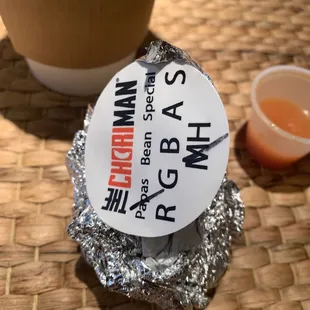 THE CHORIMAN
Papas Bean Special
R G B A S
MH